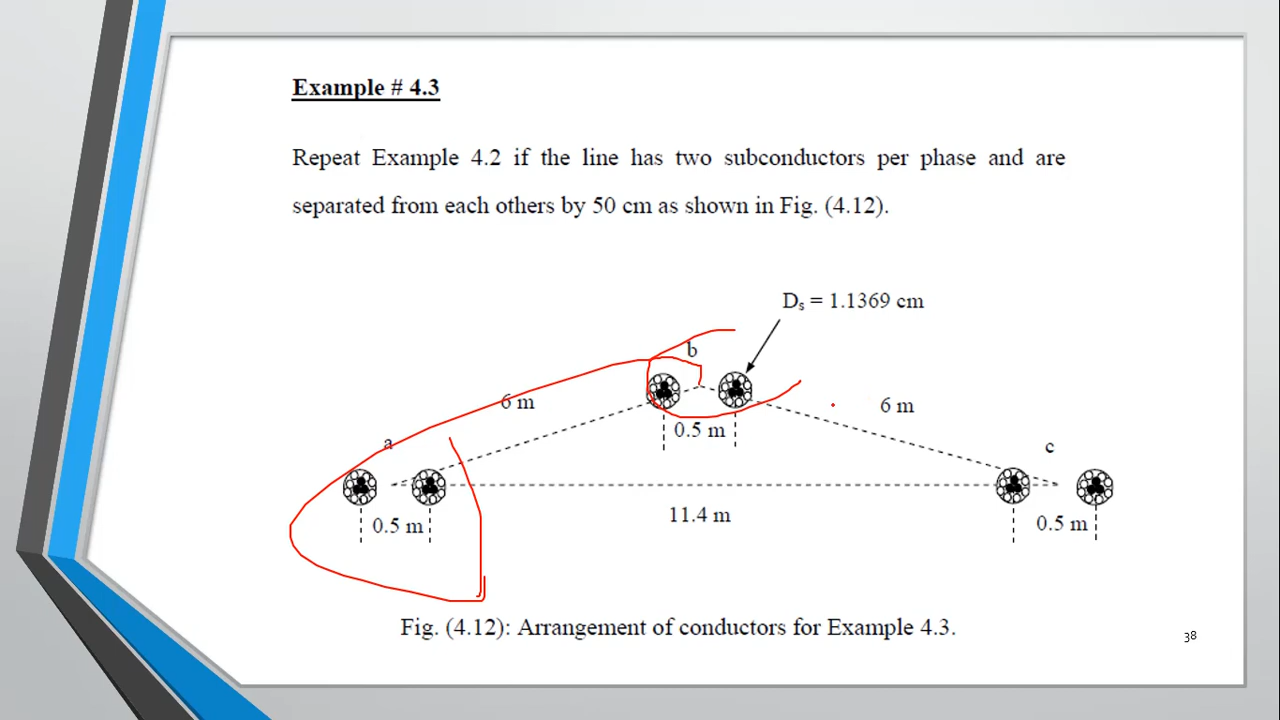 Example # 4.3
Repeat Example 4.2 if the line has two subconductors per phase and are
separated from each others by 50 cm as shown in Fig. (4.12).
Ds = 1.1369 cm
b
6 m
6 m
0.5 m
a
c
11.4 m
0.5 m
0.5 m
Fig. (4.12): Arrangement of conductors for Example 4.3.
38